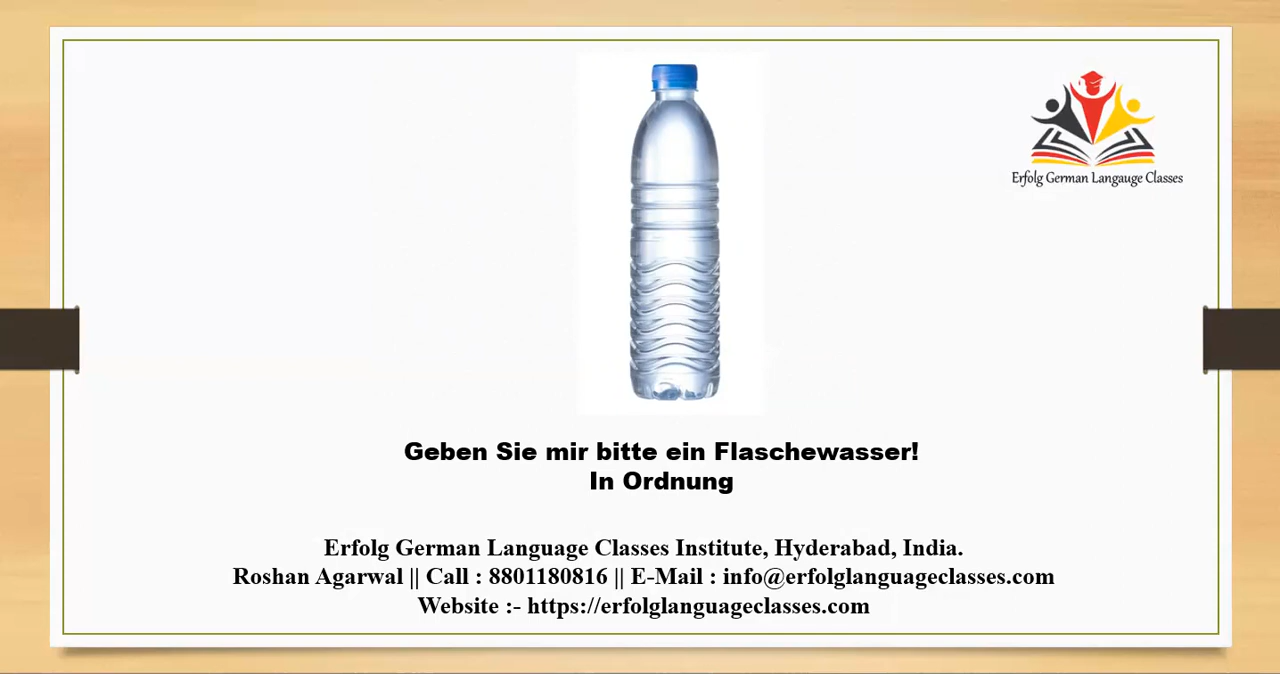 Erfolg German Langauge Classes
Geben Sie mir bitte ein Flaschewasser!
In Ordnung
Erfolg German Language Classes Institute, Hyderabad, India.
Roshan Agarwal || Call : 8801180816 || E-Mail : info@erfolglanguageclasses.com
Website :- https://erfolglanguageclasses.com